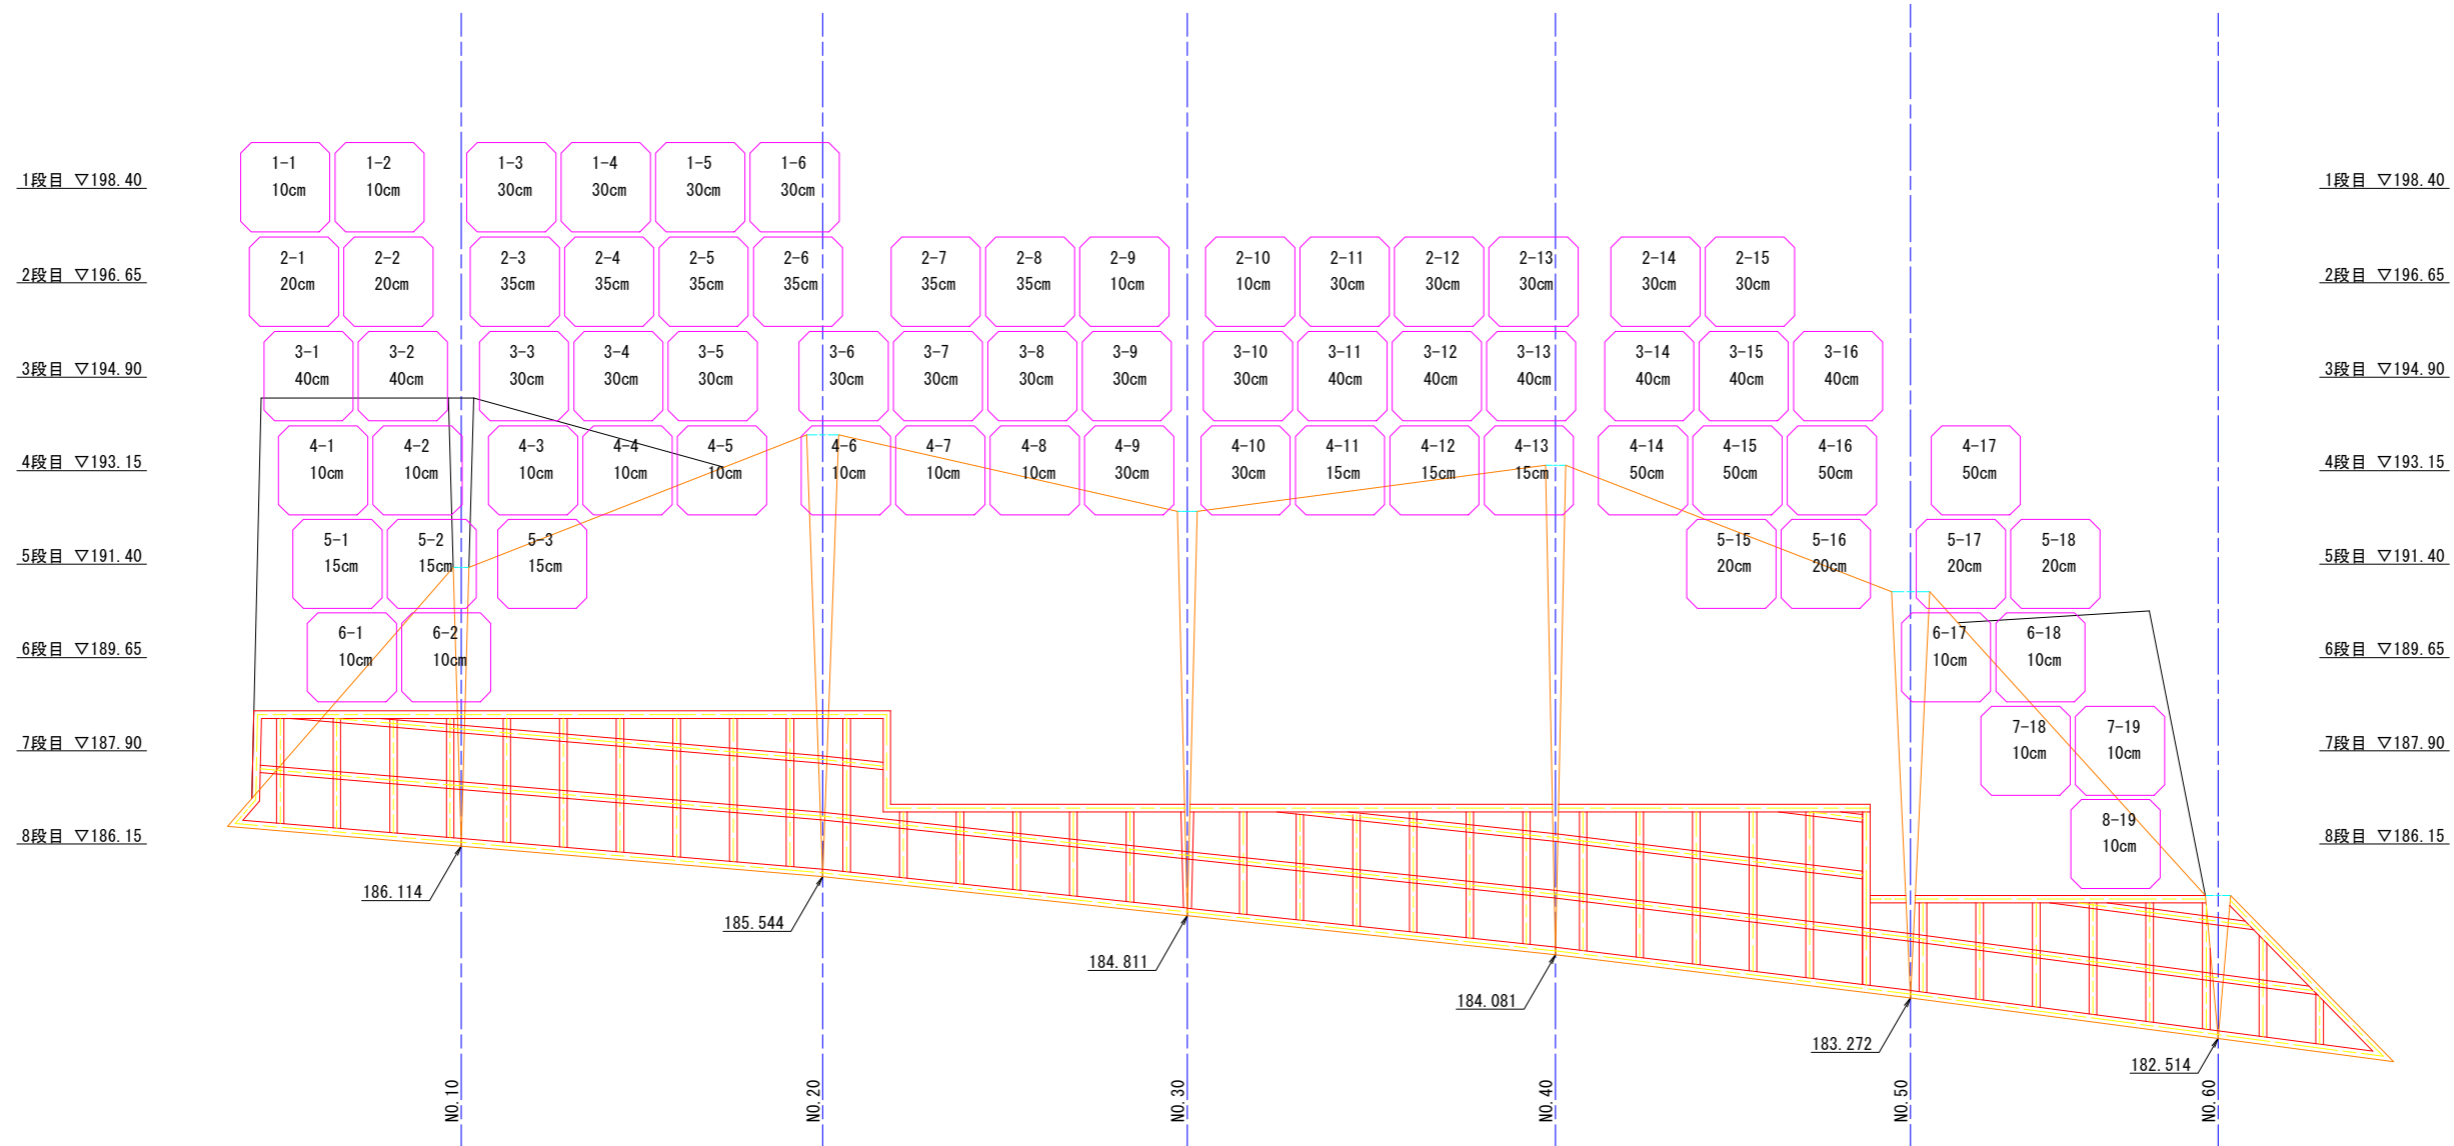 1-1 1-2 1-3 1-4 1-5 1-6
1段目 ▽198.40 10cm 10cm 30cm 30cm 30cm 30cm 1段目 ▽198.40
2-1 2-2 2-3 2-4 2-5 2-6 2-7 2-8 2-9 2-10 2-11 2-12 2-13 2-14 2-15
2段目 ▽196.65 20cm 20cm 35cm 35cm 35cm 35cm 35cm 35cm 10cm 10cm 30cm 30cm 30cm 30cm 30cm 2段目 ▽196.65
3-1 3-2 3-3 3-4 3-5 3-6 3-7 3-8 3-9 3-10 3-11 3-12 3-13 3-14 3-15 3-16
3段目 ▽194.90 40cm 40cm 30cm 30cm 30cm 30cm 30cm 30cm 30cm 30cm 40cm 40cm 40cm 40cm 40cm 40cm 3段目 ▽194.90
4-1 4-2 4-3 4-4 4-5 4-6 4-7 4-8 4-9 4-10 4-11 4-12 4-13 4-14 4-15 4-16 4-17
4段目 ▽193.15 10cm 10cm 10cm 10cm 10cm 10cm 10cm 10cm 30cm 30cm 15cm 15cm 15cm 50cm 50cm 50cm 50cm 4段目 ▽193.15
5-1 5-2 5-3 5-15 5-16 5-17 5-18
5段目 ▽191.40 15cm 15cm 15cm 20cm 20cm 20cm 20cm 5段目 ▽191.40
6-1 6-2 6-17 6-18
6段目 ▽189.65 10cm 10cm 10cm 10cm 6段目 ▽189.65
7-18 7-19
7段目 ▽187.90 10cm 10cm 7段目 ▽187.90
8-19
8段目 ▽186.15 10cm 8段目 ▽186.15
186.114
185.544
184.811
184.081
183.272
182.514
NO.10 NO.20 NO.30 NO.40 NO.50 NO.60